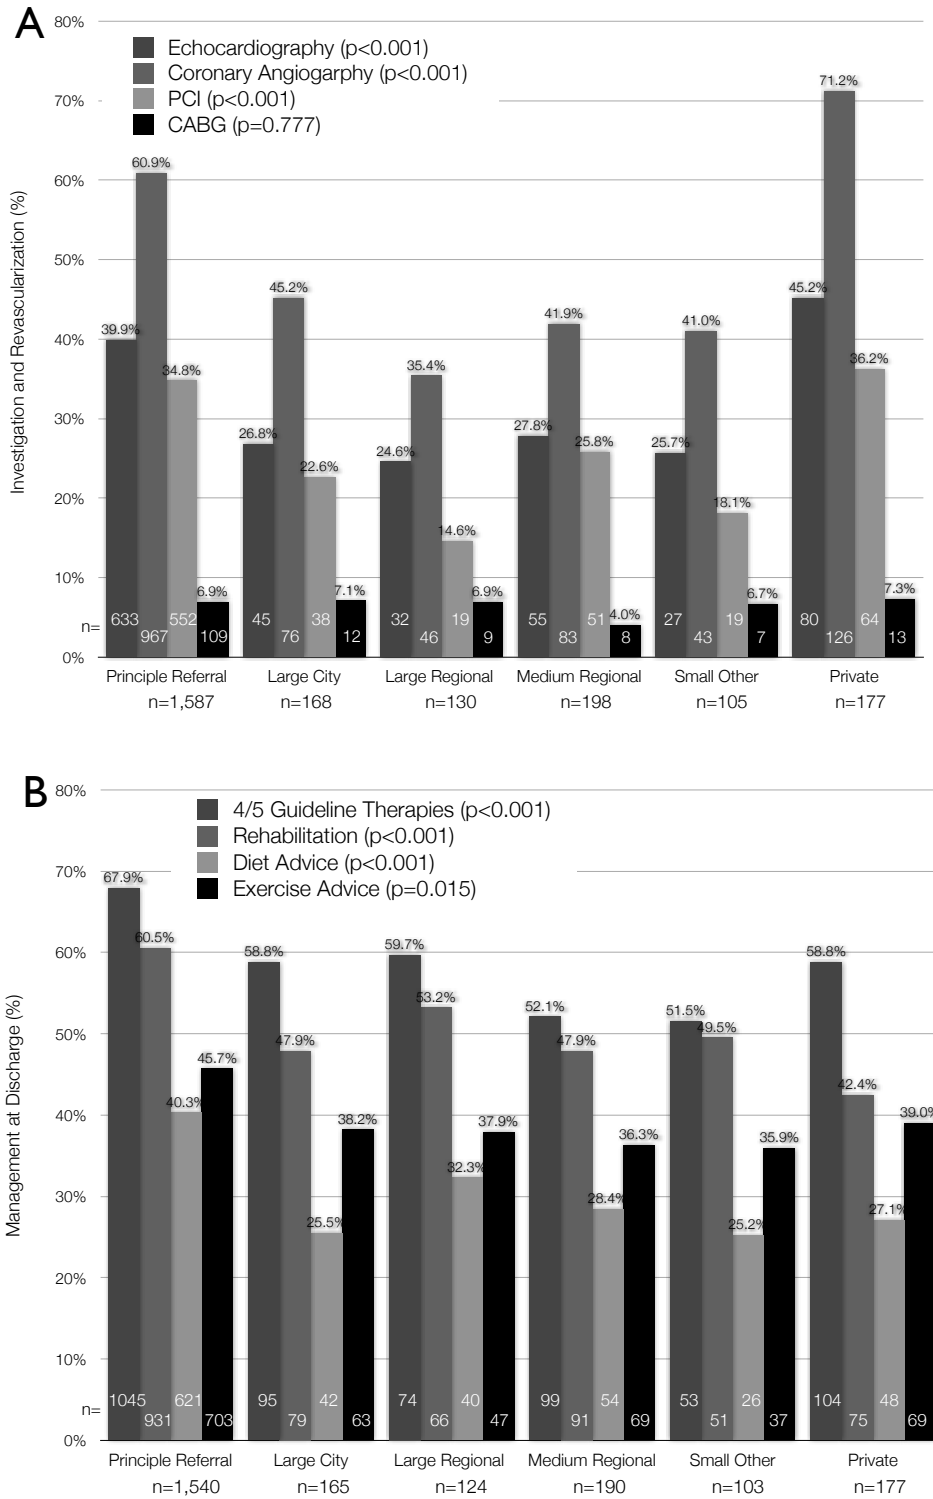 A
80%
Echocardiography (p<0.001)
Coronary Angiogarphy (p<0.001)
PCI (p<0.001)
CABG (p=0.777)
70%
60%
50%
40%
30%
20%
10%
0%
Investigation and Revascularization (%)
39.9% 60.9% 34.8% 6.9%
26.8% 45.2% 22.6% 7.1%
24.6% 35.4% 14.6% 6.9%
27.8% 41.9% 25.8% 4.0%
25.7% 41.0% 18.1% 6.7%
45.2% 71.2% 36.2% 7.3%
n=
633 967 552 109
45 76 38 12
32 46 19 9
55 83 51 8
27 43 19 7
80 126 64 13
Principle Referral Large City Large Regional Medium Regional Small Other Private
n=1,587 n=168 n=130 n=198 n=105 n=177
B
80%
4/5 Guideline Therapies (p<0.001)
Rehabilitation (p<0.001)
Diet Advice (p<0.001)
Exercise Advice (p=0.015)
70%
60%
50%
40%
30%
20%
10%
0%
Management at Discharge (%)
67.9% 60.5% 40.3% 45.7%
58.8% 47.9% 25.5% 38.2%
59.7% 53.2% 32.3% 37.9%
52.1% 47.9% 28.4% 36.3%
51.5% 49.5% 25.2% 35.9%
58.8% 42.4% 27.1% 39.0%
n=
1045 931 621 703
95 79 42 63
74 66 40 47
99 91 54 69
53 51 26 37
104 75 48 69
Principle Referral Large City Large Regional Medium Regional Small Other Private
n=1,540 n=165 n=124 n=190 n=103 n=177